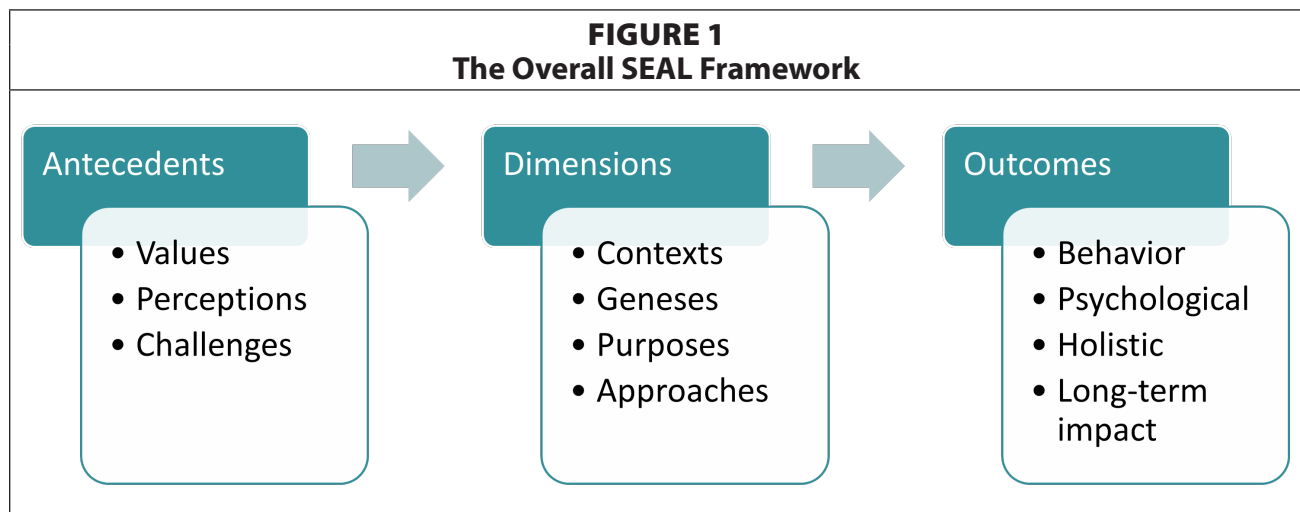 FIGURE 1
The Overall SEAL Framework
Antecedents
• Values
• Perceptions
• Challenges
Dimensions
• Contexts
• Geneses
• Purposes
• Approaches
Outcomes
• Behavior
• Psychological
• Holistic
• Long-term
impact